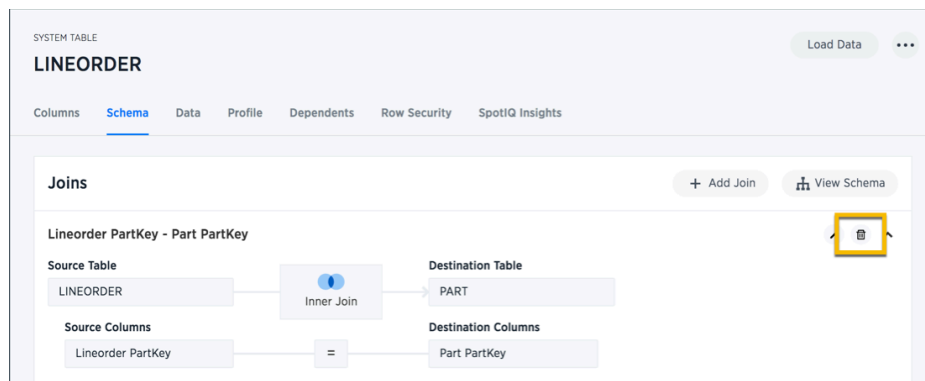 SYSTEM TABLE
LINEORDER
Load Data
Columns Schema Data Profile Dependents Row Security SpotIQ Insights
Joins
+ Add Join View Schema
Lineorder PartKey - Part PartKey
Source Table Destination Table
LINEORDER Inner Join PART
Source Columns Destination Columns
Lineorder PartKey = Part PartKey